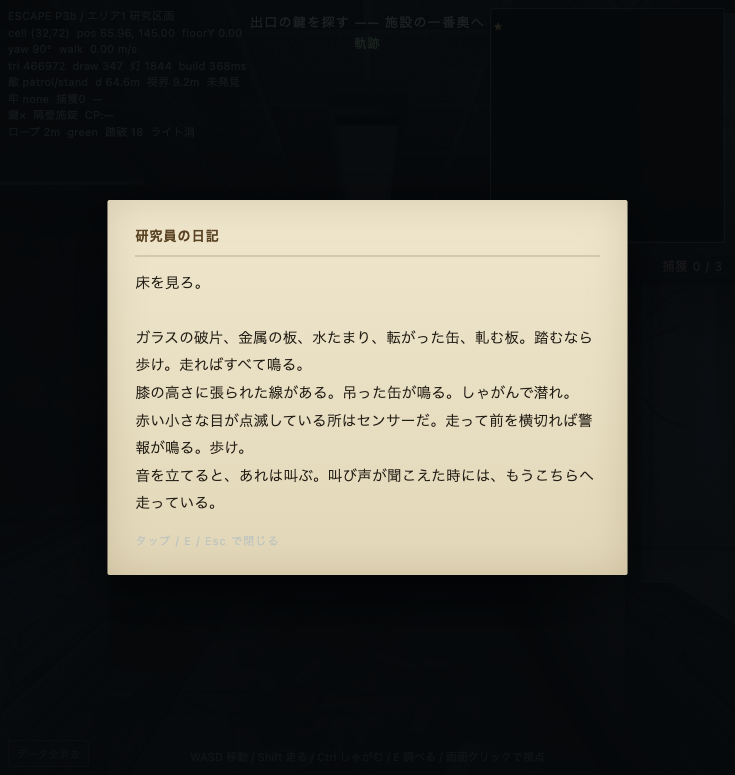 ESCAPE P3b / エリア1 研究区画
cell (32,72) pos 65.96, 145.00 floorY 0.00
yaw 90° walk 0.00 m/s
tri 466972 draw 347 灯 1844 build 368ms
敵 patrol/stand d 64.6m 視界 9.2m 未発見
牢 none 捕獲0 —
鍵× 隔壁施錠 CP:—
ロープ 2m green 顔破 18 ライト消
出口の鍵を探す —— 施設の一番奥へ
軌跡
★
捕獲 0 / 3
研究員の日記
床を見ろ。
ガラスの破片、金属の板、水たまり、転がった缶、軋む板。踏むなら
歩け。走ればすべて鳴る。
膝の高さに張られた線がある。吊った缶が鳴る。しゃがんで潜れ。
赤い小さな目が点滅している所はセンサーだ。走って前を横切れば警
報が鳴る。歩け。
音を立てると、あれは叫ぶ。叫び声が聞こえた時には、もうこちらへ
走っている。
タップ / E / Esc で閉じる
WASD 移動 / Shift 走る / Ctrl しゃがむ / E 調べる / 画面クリックで視点